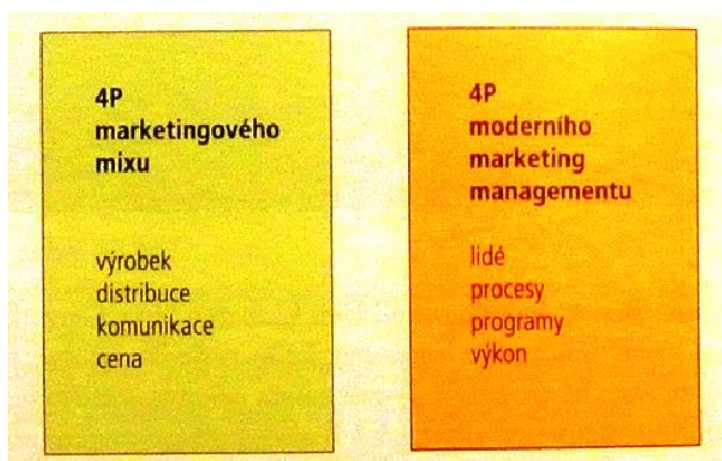 4P
marketingového
mixu
výrobek
distribuce
komunikace
cena
4P
moderního
marketing
managementu
lidé
procesy
programy
výkon